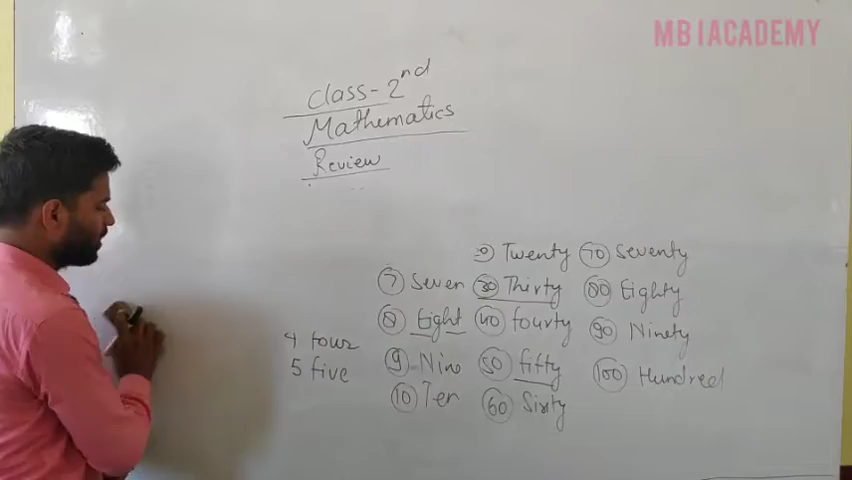 MB IACADEMY
Class - 2nd
Mathematics
Review
4 four
5 five
7 Seven
8 Eight
9 Nine
10 Ten
20 Twenty
30 Thirty
40 fourty
50 fifty
60 Sixty
70 Seventy
80 Eighty
90 Ninety
100 Hundred